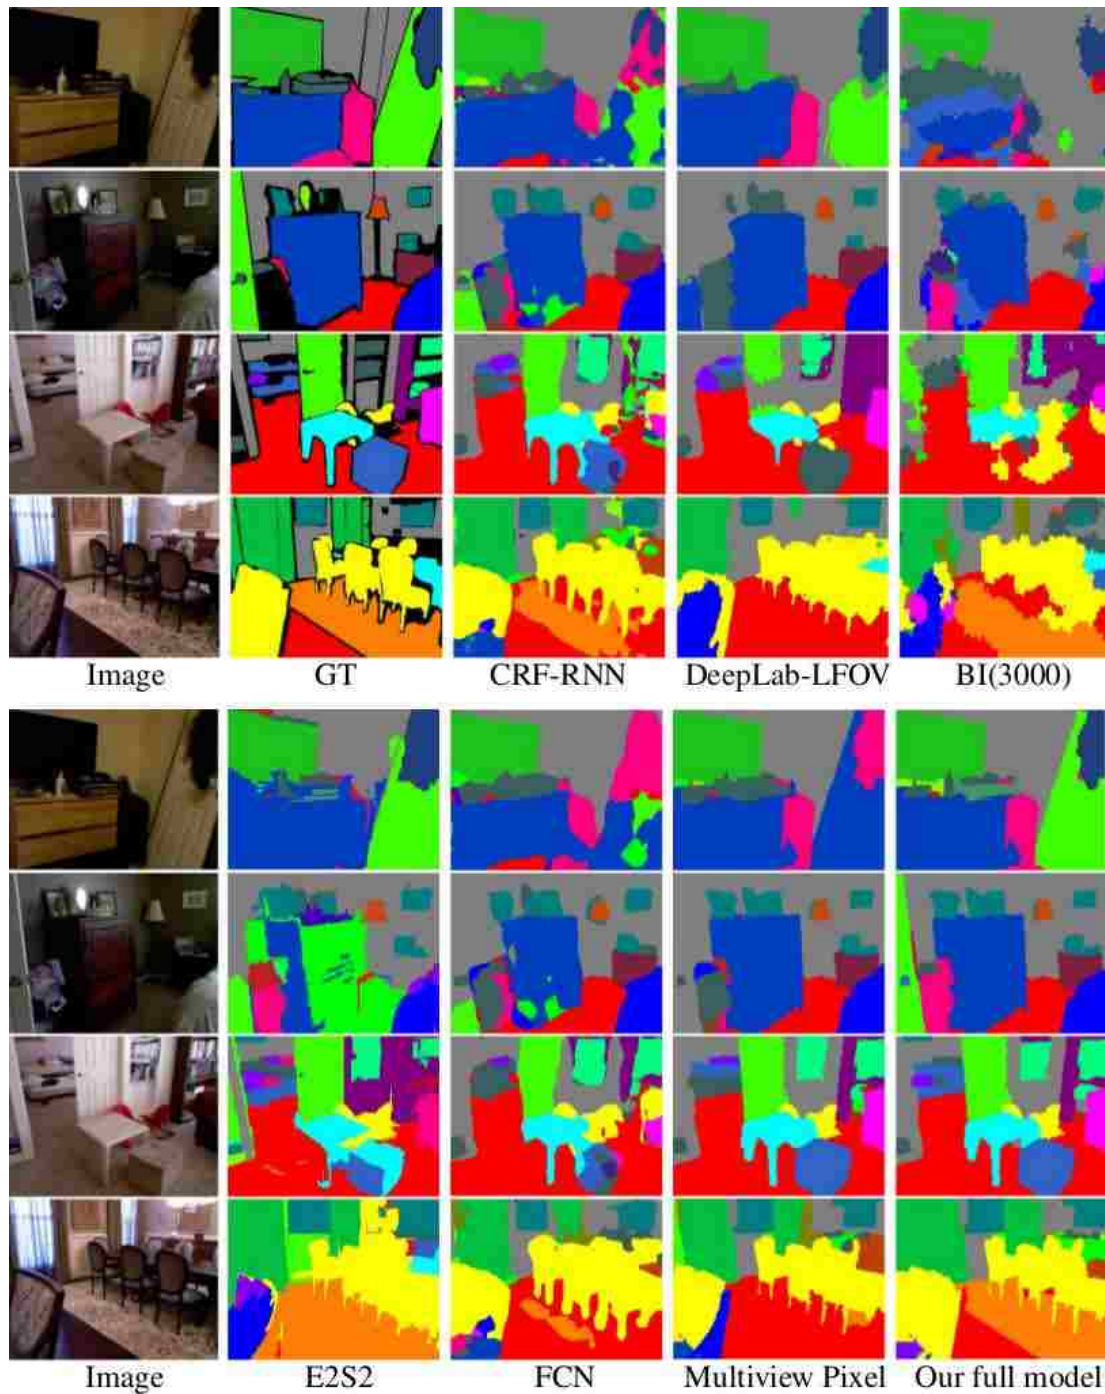 Image GT CRF-RNN DeepLab-LFOV BI(3000)
Image E2S2 FCN Multiview Pixel Our full model